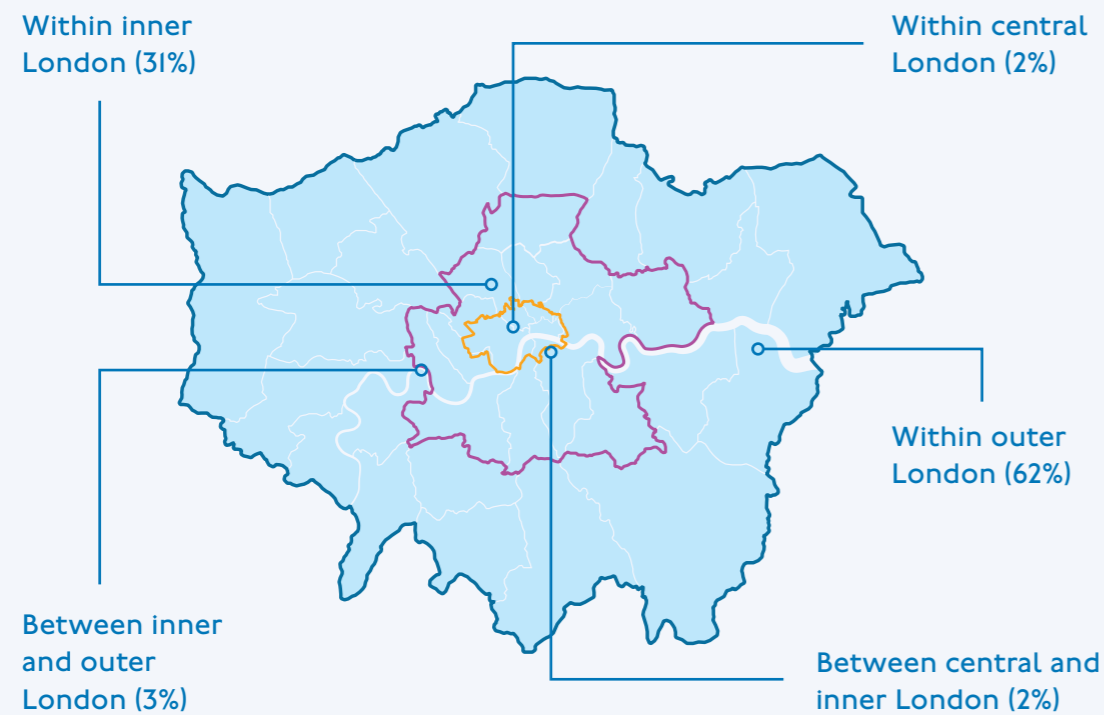 Within inner
London (31%)
Within central
London (2%)
Within outer
London (62%)
Between inner
and outer
London (3%)
Between central and
inner London (2%)